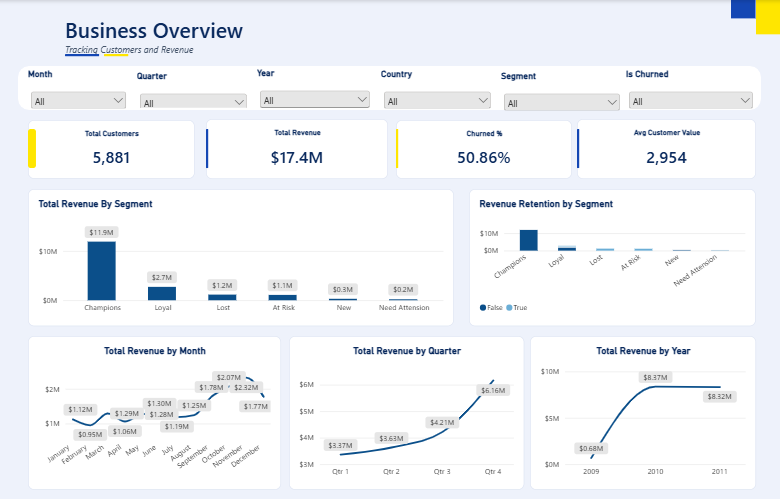 Business Overview
Tracking Customers and Revenue
Month Quarter Year Country Segment Is Churned
All All All All All All
Total Customers Total Revenue Churned % Avg Customer Value
5,881 $17.4M 50.86% 2,954
Total Revenue By Segment
$10M
$0M
$11.9M $2.7M $1.2M $1.1M $0.3M $0.2M
Champions Loyal Lost At Risk New Need Attension
Revenue Retention by Segment
$10M
$0M
Champions Loyal Lost At Risk New Need Attension
False True
Total Revenue by Month
$2M
$1M
$1.12M $0.95M $1.29M $1.06M $1.30M $1.28M $1.19M $1.25M $1.78M $2.07M $2.32M $1.77M
January February March April May June July August September October November December
Total Revenue by Quarter
$6M
$5M
$4M
$3M
$3.37M $3.63M $4.21M $6.16M
Qtr 1 Qtr 2 Qtr 3 Qtr 4
Total Revenue by Year
$10M
$5M
$0M
$0.68M $8.37M $8.32M
2009 2010 2011